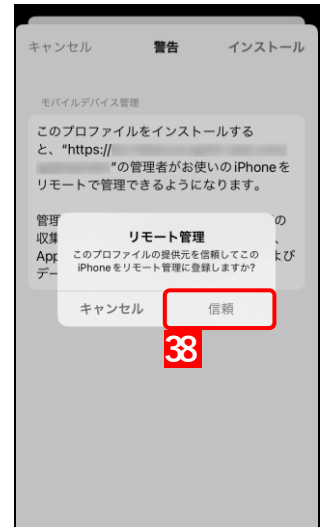 キャンセル 警告 インストール
モバイルデバイス管理
このプロファイルをインストールする
と、“https://
”の管理者がお使いのiPhoneを
リモートで管理できるようになります。
管理
の
収集
、
App
よび
デー
リモート管理
このプロファイルの提供元を信頼してこの
iPhoneをリモート管理に登録しますか?
キャンセル 信頼
38